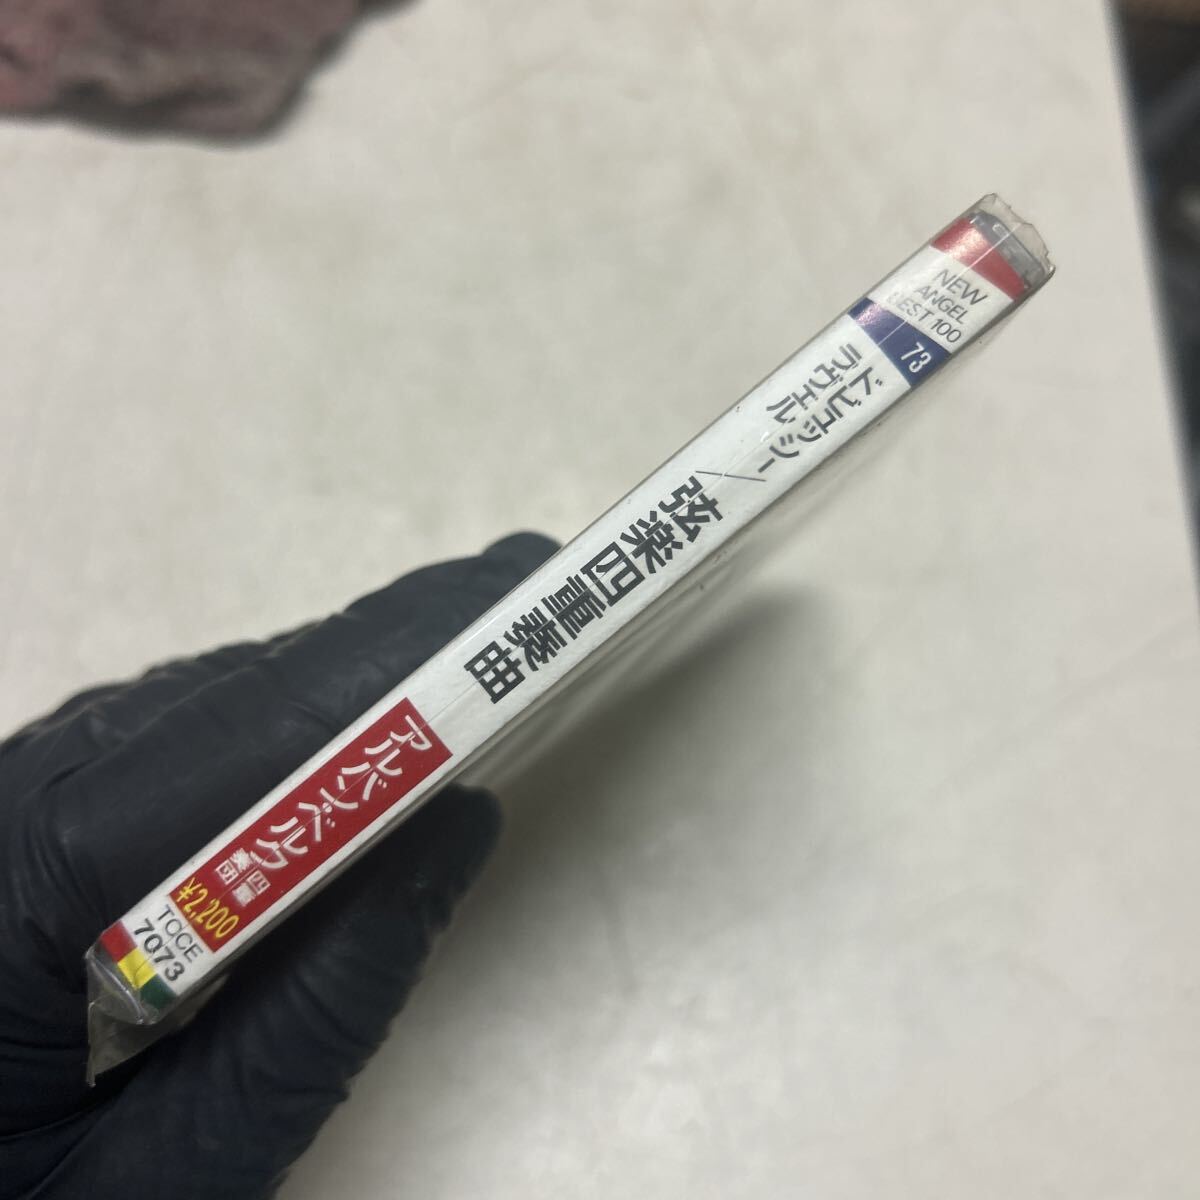 NEW
ANGEL
BEST 100
73
ドビュッシー
ラヴェル
／弦楽四重奏曲
アルバン・ベルク
四重
奏団
¥2,200
TOCE
7073